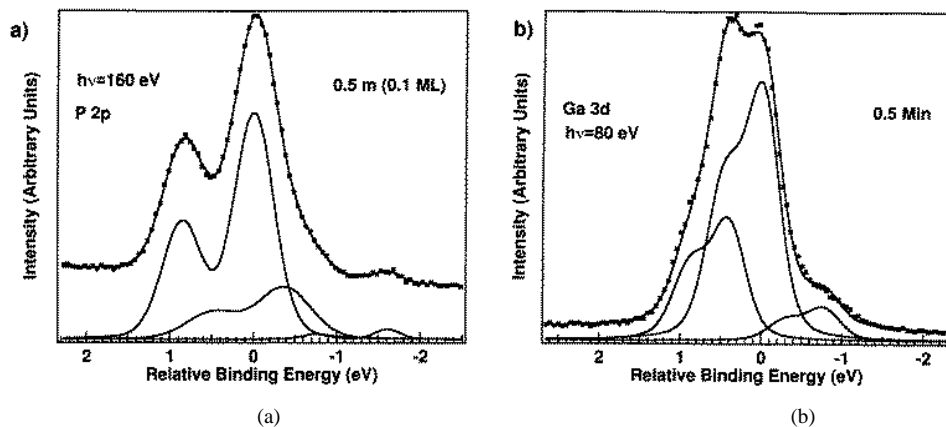 a)
hν=160 eV
P 2p
0.5 m (0.1 ML)
Intensity (Arbitrary Units)
2 1 0 -1 -2
Relative Binding Energy (eV)
(a)
b)
Ga 3d
hν=80 eV
0.5 Min
Intensity (Arbitrary Units)
2 1 0 -1 -2
Relative Binding Energy (eV)
(b)